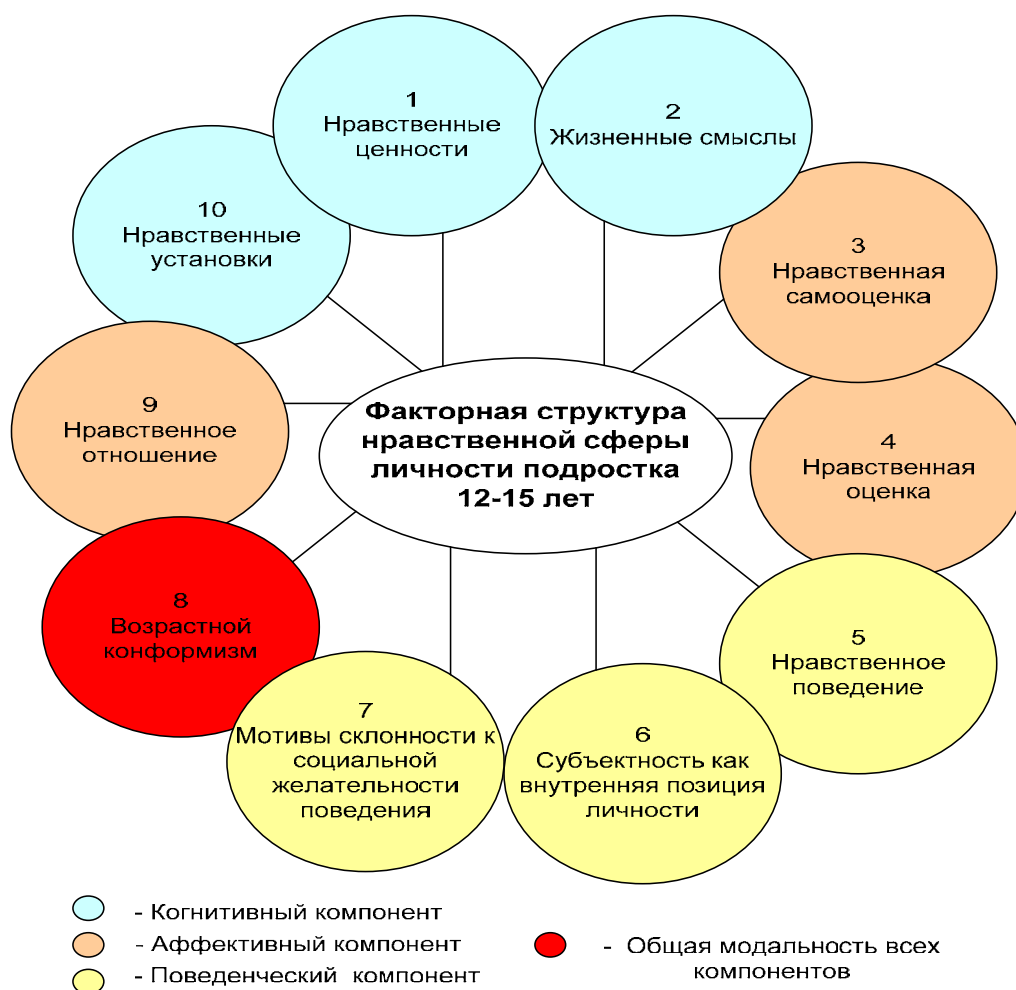 1
Нравственные
ценности
2
Жизненные смыслы
10
Нравственные
установки
3
Нравственная
самооценка
9
Нравственное
отношение
Факторная структура
нравственной сферы
личности подростка
12-15 лет
4
Нравственная
оценка
8
Возрастной
конформизм
5
Нравственное
поведение
7
Мотивы склонности к
социальной
желательности
поведения
6
Субъектность как
внутренняя позиция
личности
- Когнитивный компонент
- Аффективный компонент
- Поведенческий компонент
- Общая модальность всех
компонентов